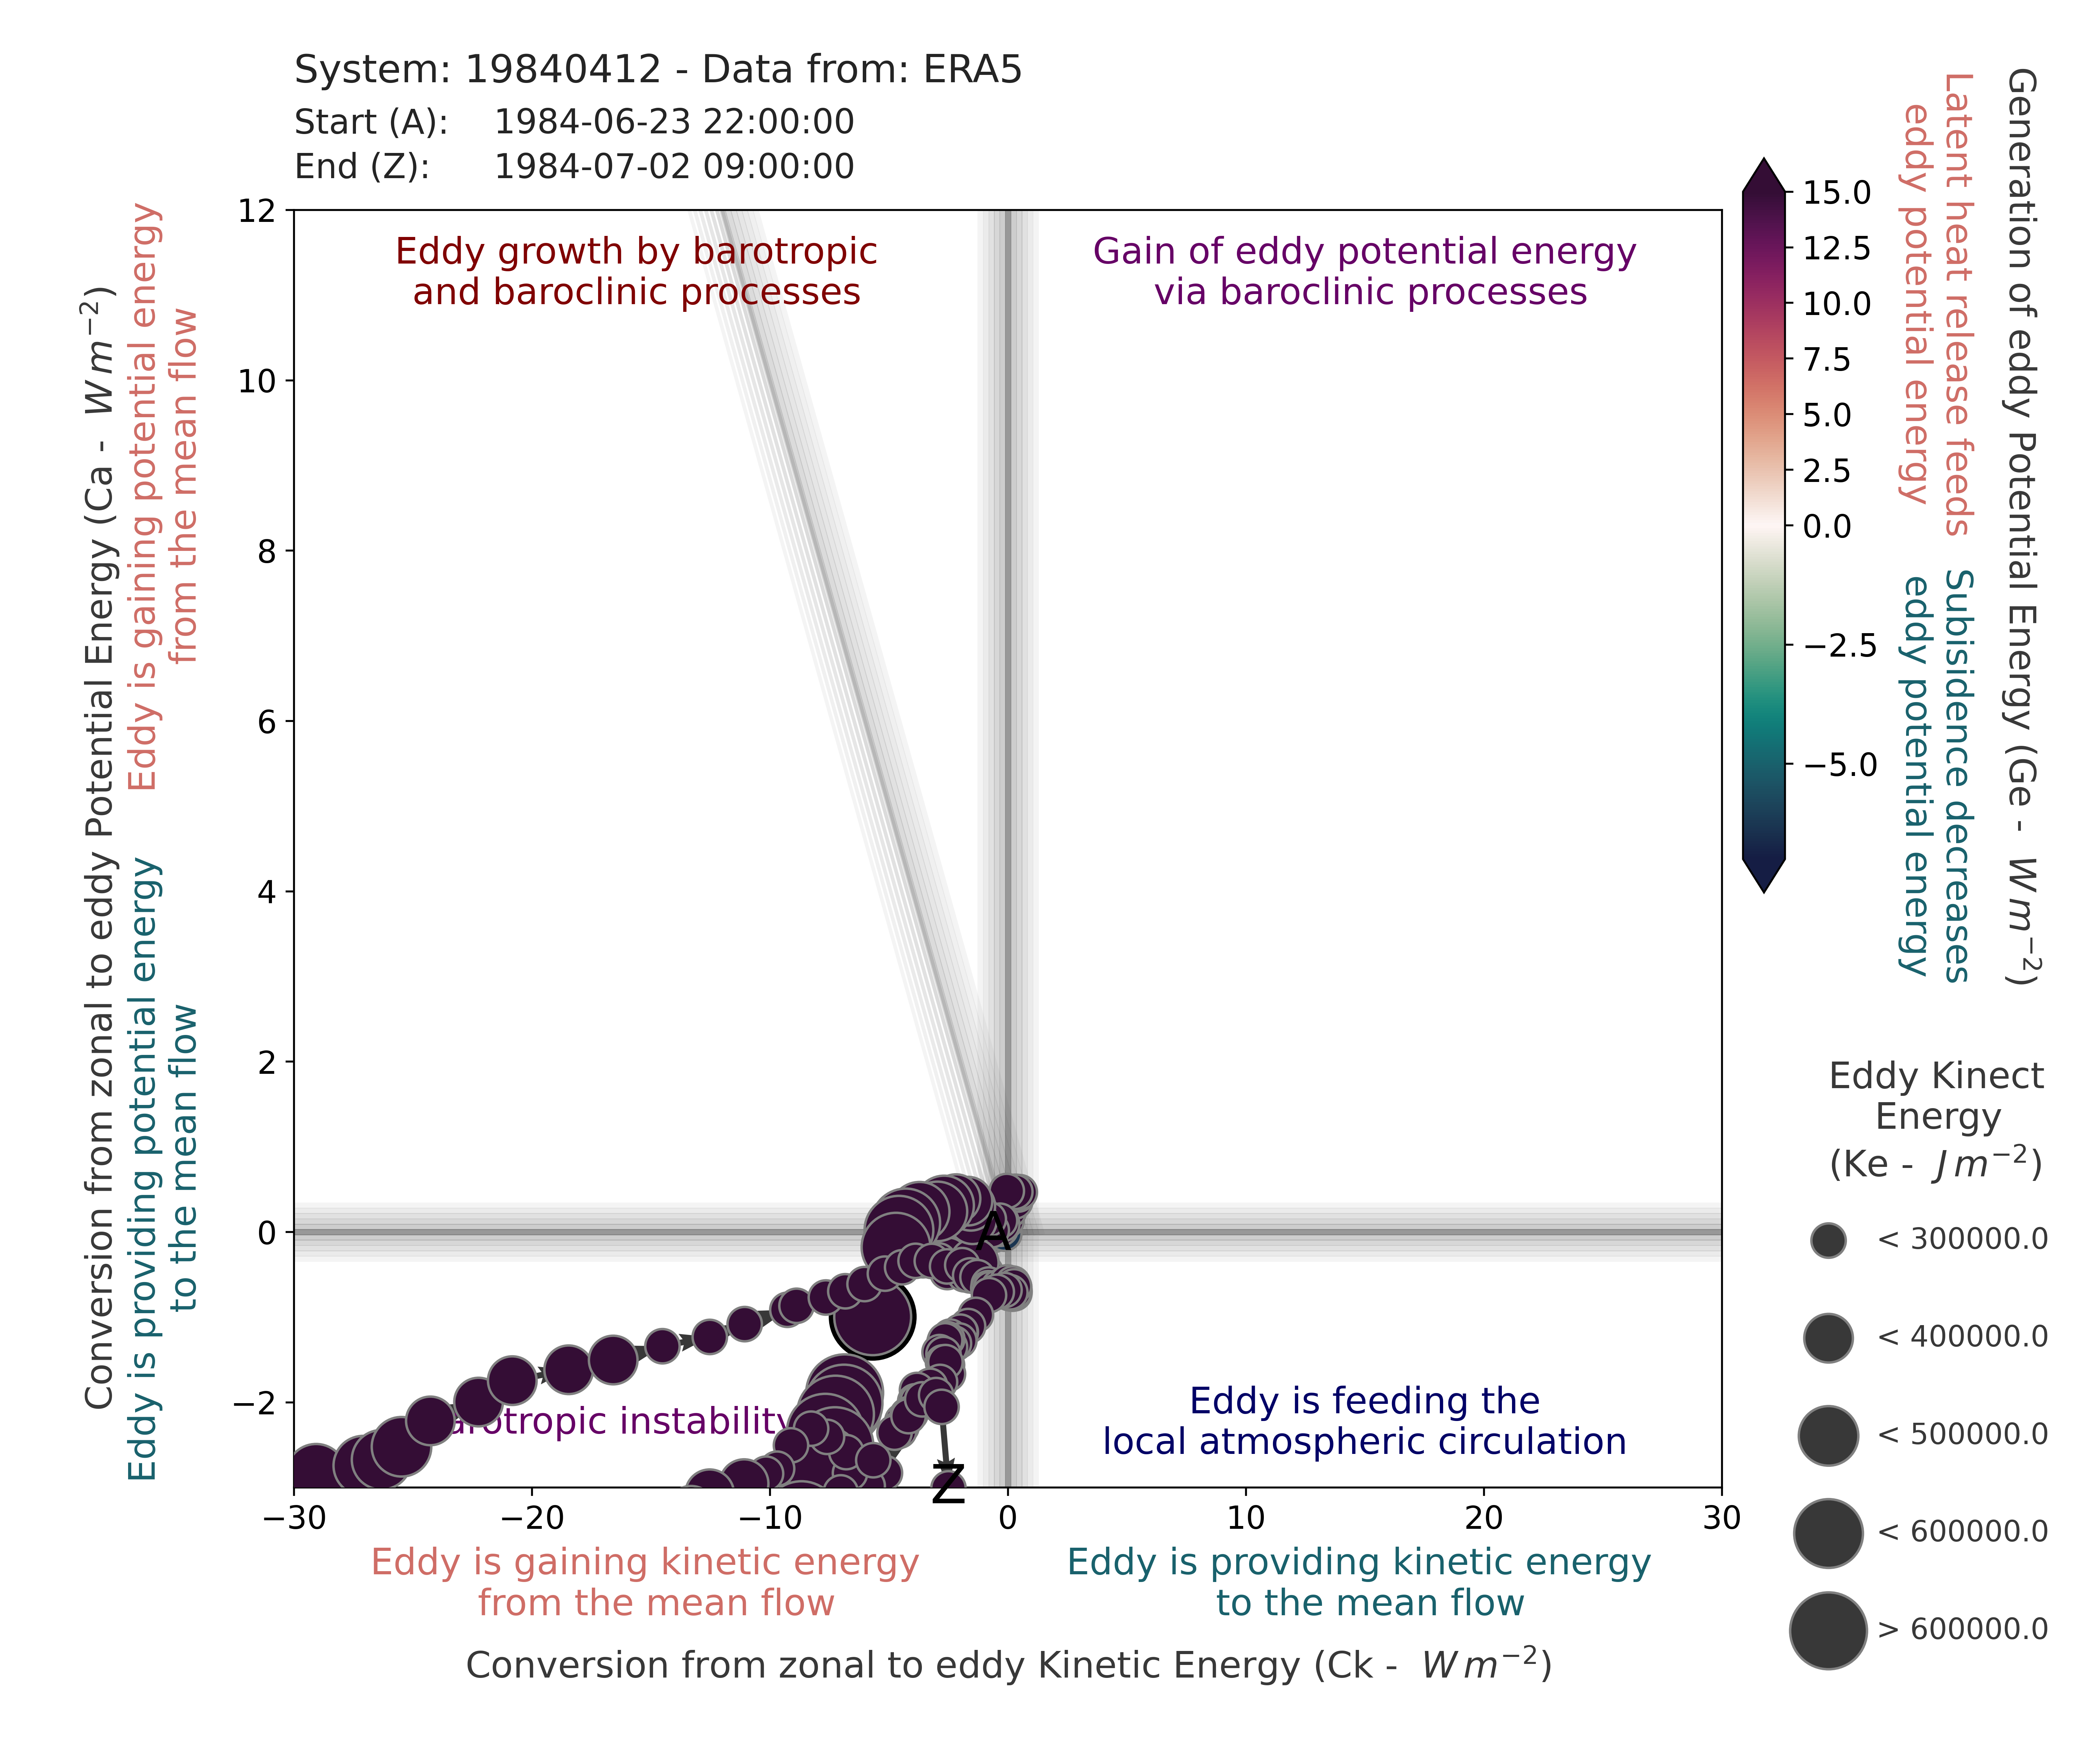 System: 19840412 - Data from: ERA5
Start (A): 1984-06-23 22:00:00
End (Z): 1984-07-02 09:00:00
Conversion from zonal to eddy Potential Energy (Ca - W m⁻²)
Eddy is gaining potential energy
from the mean flow
Eddy is providing potential energy
to the mean flow
12
10
8
6
4
2
0
−2
Eddy growth by barotropic
and baroclinic processes
Gain of eddy potential energy
via baroclinic processes
A
arotropic instability
Eddy is feeding the
local atmospheric circulation
Z
−30
−20
−10
0
10
20
30
Eddy is gaining kinetic energy
from the mean flow
Eddy is providing kinetic energy
to the mean flow
Conversion from zonal to eddy Kinetic Energy (Ck - W m⁻²)
15.0
12.5
10.0
7.5
5.0
2.5
0.0
−2.5
−5.0
Latent heat release feeds
eddy potential energy
Subisidence decreases
eddy potential energy
Generation of eddy Potential Energy (Ge - W m⁻²)
Eddy Kinect
Energy
(Ke - J m⁻²)
< 300000.0
< 400000.0
< 500000.0
< 600000.0
> 600000.0